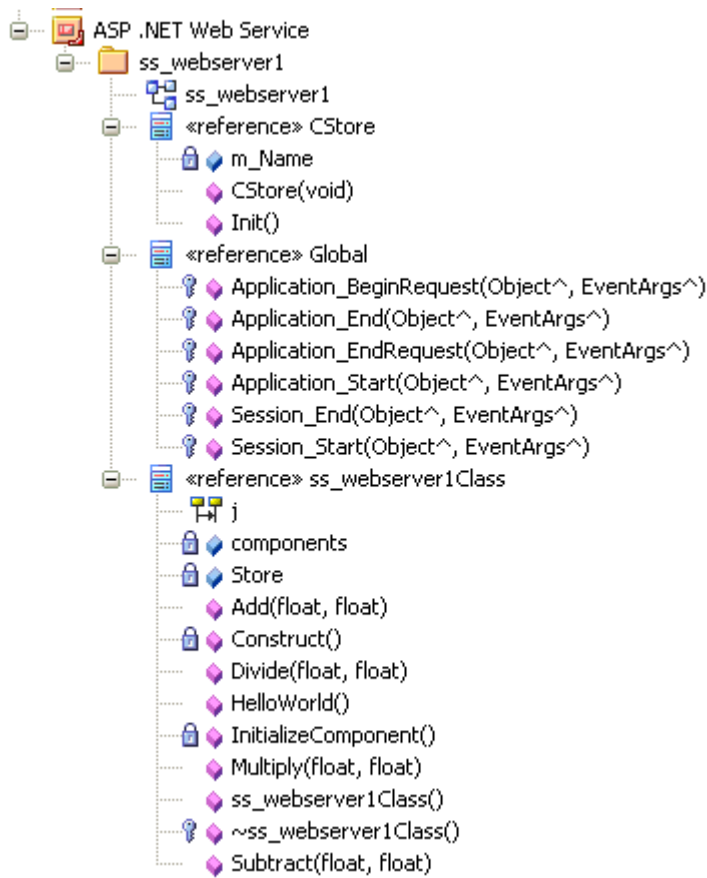 ASP .NET Web Service
ss_webserver1
ss_webserver1
«reference» CStore
m_Name
CStore(void)
Init()
«reference» Global
Application_BeginRequest(Object^, EventArgs^)
Application_End(Object^, EventArgs^)
Application_EndRequest(Object^, EventArgs^)
Application_Start(Object^, EventArgs^)
Session_End(Object^, EventArgs^)
Session_Start(Object^, EventArgs^)
«reference» ss_webserver1Class
j
components
Store
Add(float, float)
Construct()
Divide(float, float)
HelloWorld()
InitializeComponent()
Multiply(float, float)
ss_webserver1Class()
~ss_webserver1Class()
Subtract(float, float)